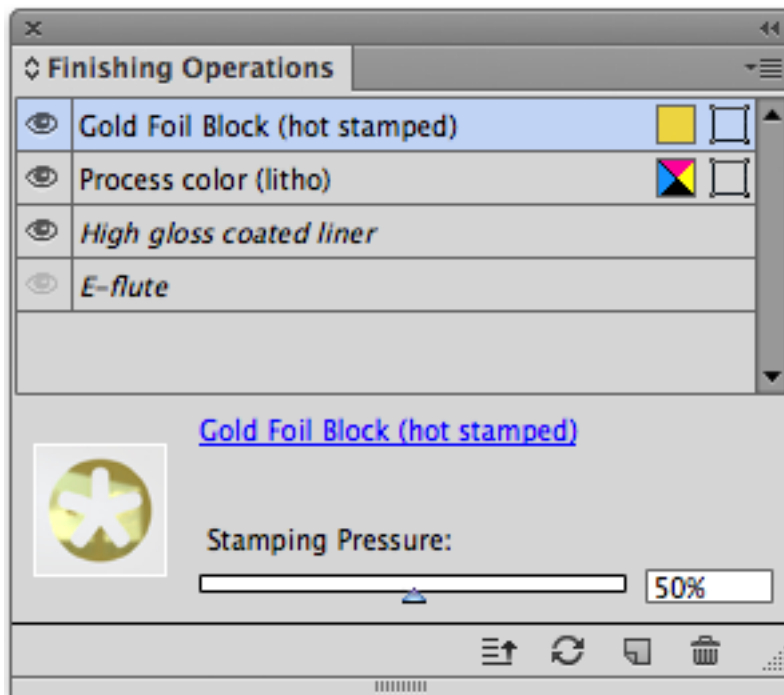 Finishing Operations
Gold Foil Block (hot stamped)
Process color (litho)
High gloss coated liner
E-flute
Gold Foil Block (hot stamped)
Stamping Pressure:
50%